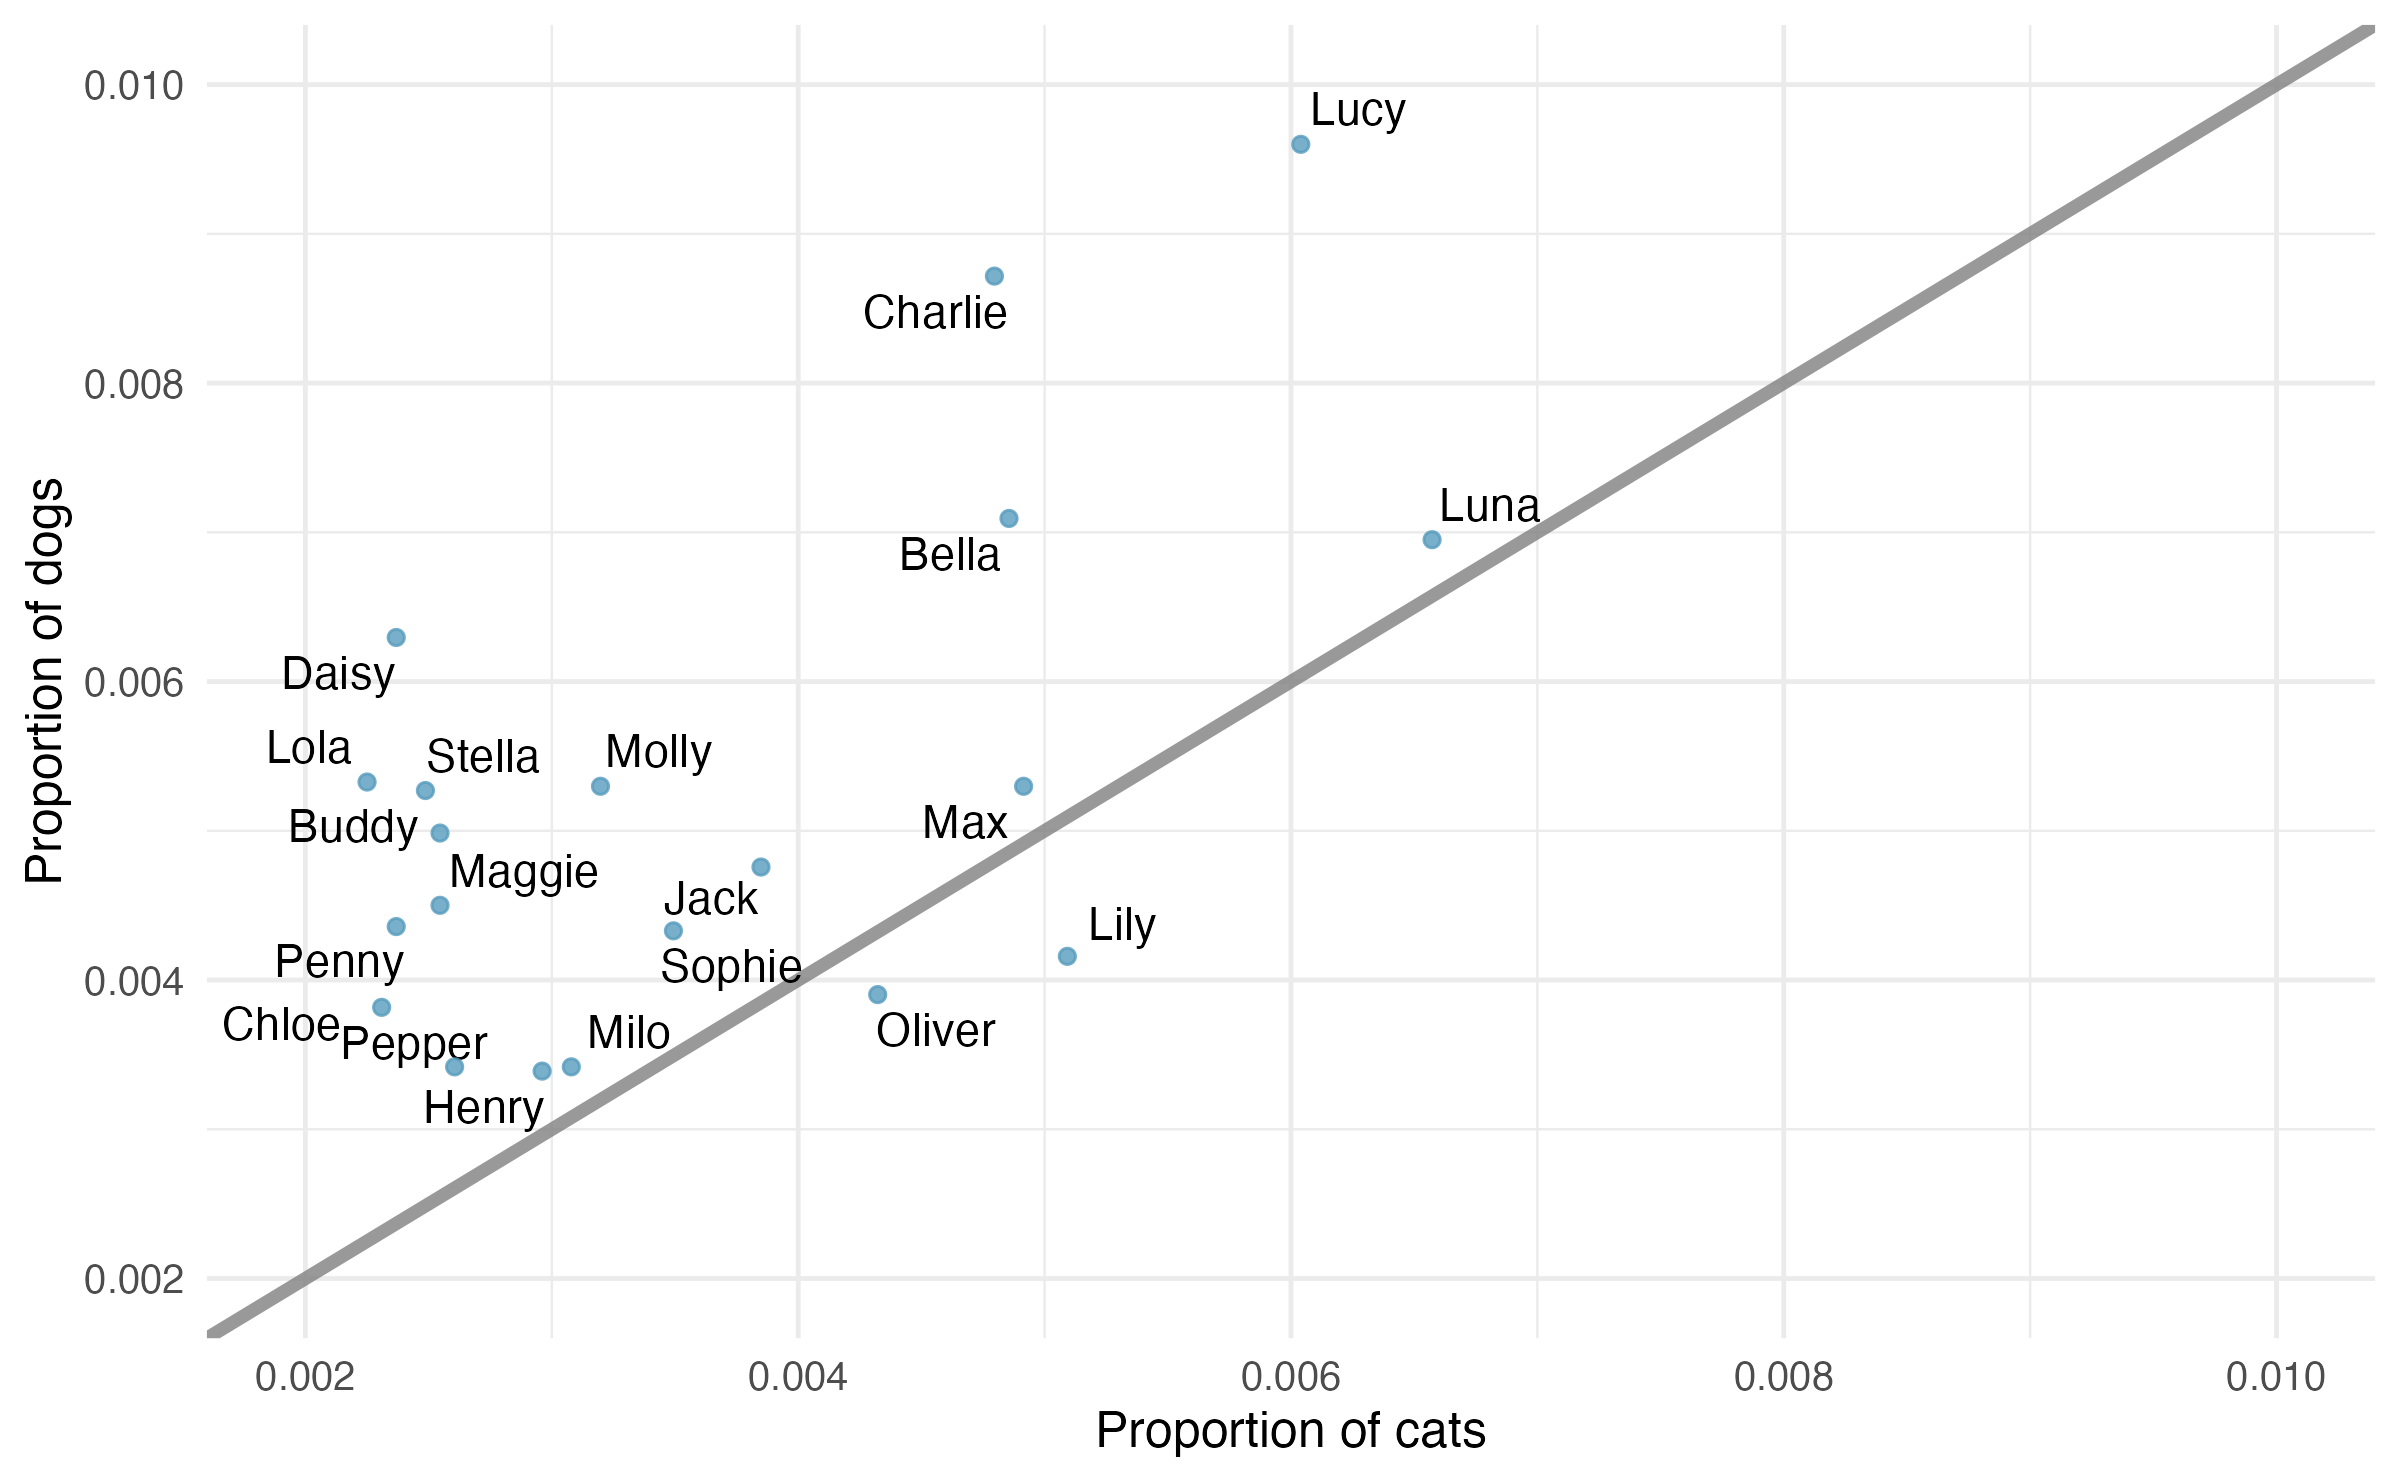 Proportion of dogs
0.010
0.008
0.006
0.004
0.002
Lucy
Charlie
Luna
Bella
Daisy
Lola
Stella
Molly
Buddy
Max
Maggie
Jack
Lily
Penny
Sophie
Chloe
Pepper
Milo
Oliver
Henry
0.002
0.004
0.006
0.008
0.010
Proportion of cats